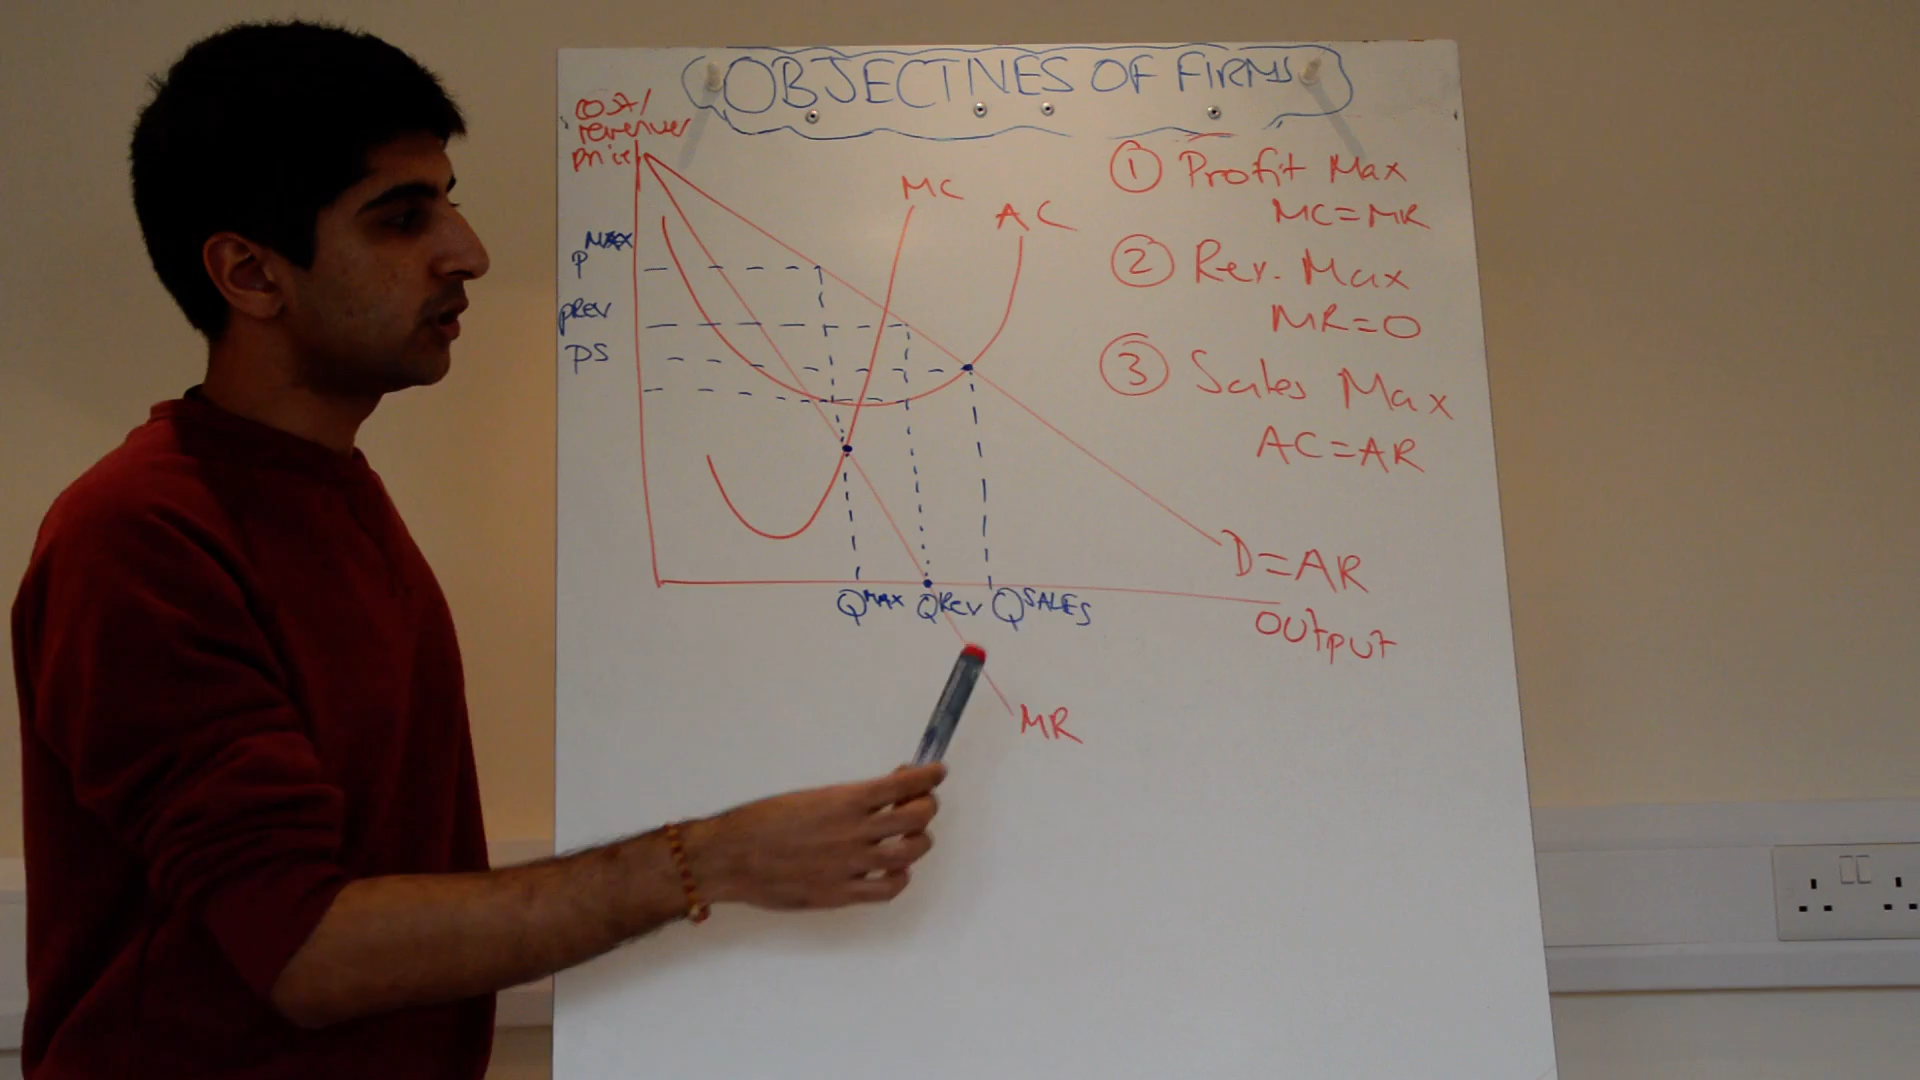 OBJECTIVES OF FIRMS
cost/
revenue/
price
MC
AC
PMAX
PRev
PS
QMAX QRev QSALES
D=AR
OUTPUT
MR
① Profit Max
MC=MR
② Rev. Max
MR=0
③ Sales Max
AC=AR